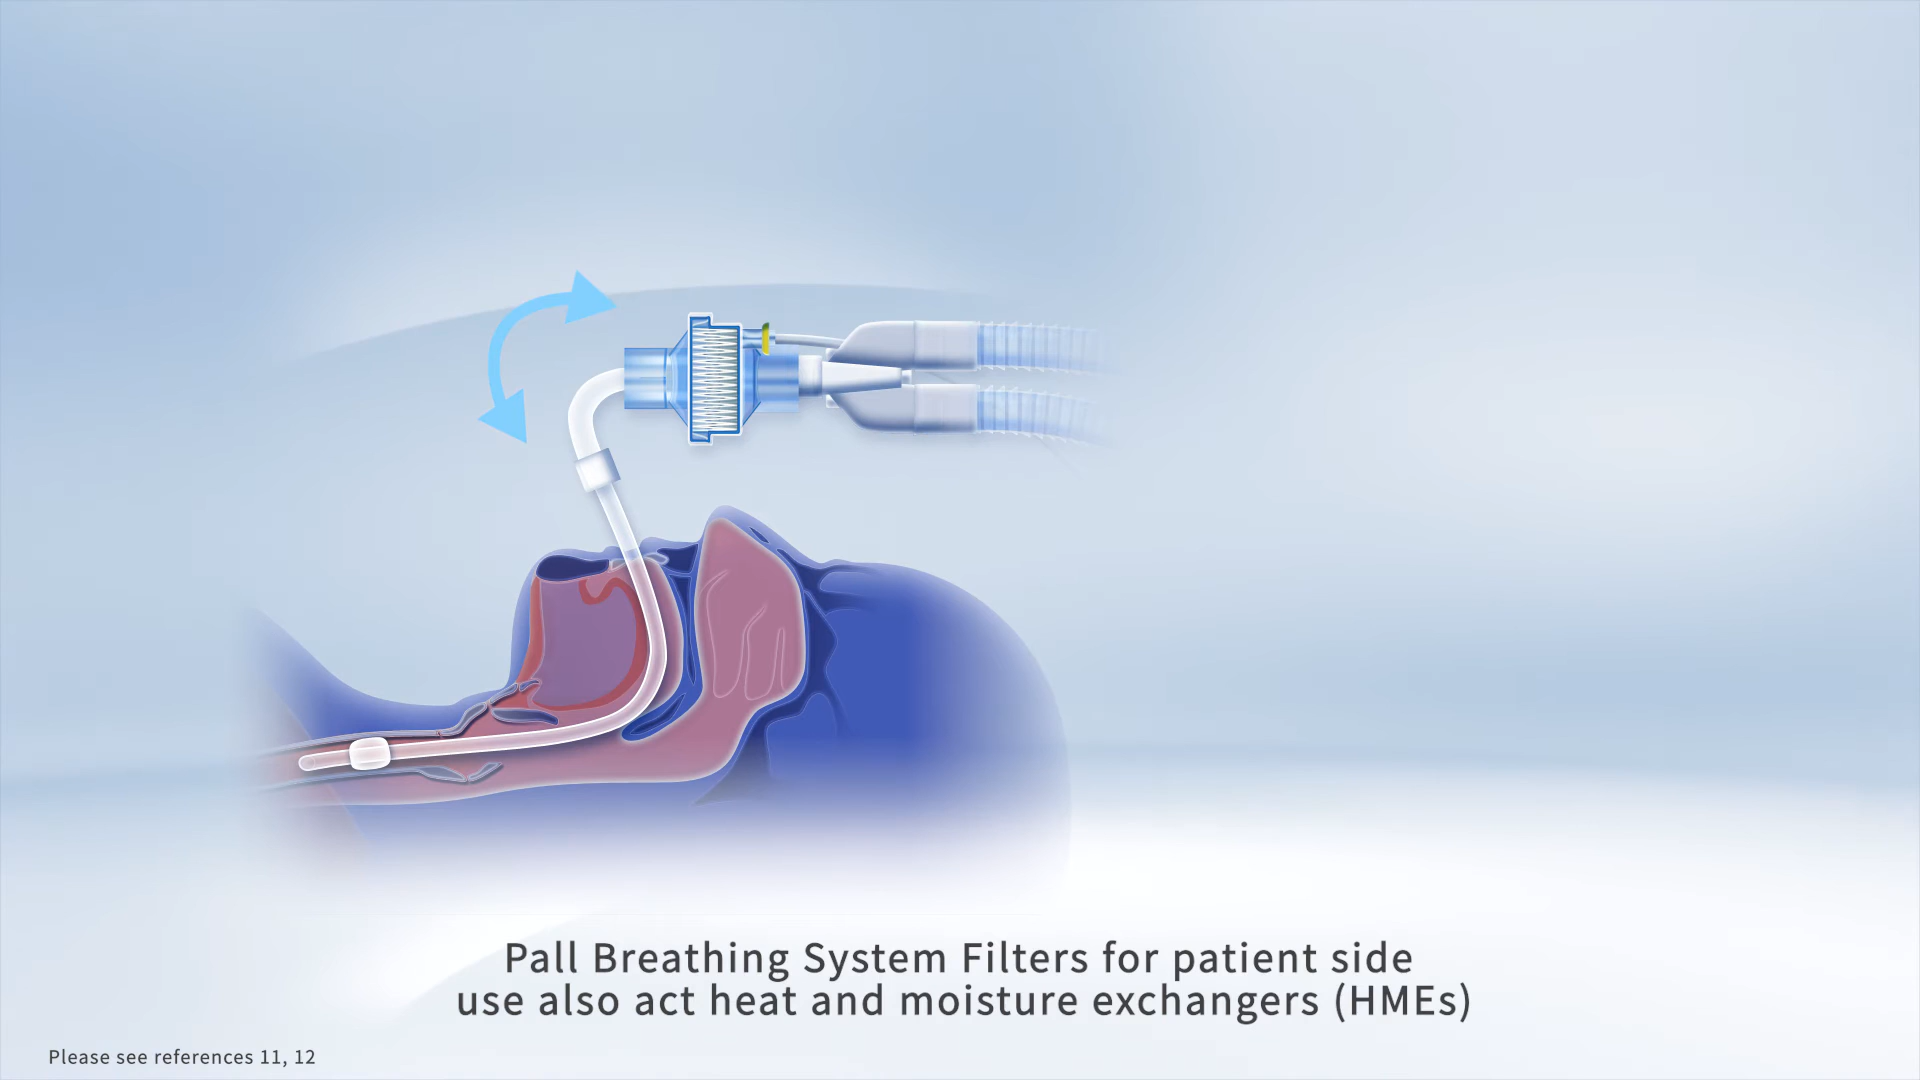 Pall Breathing System Filters for patient side
use also act heat and moisture exchangers (HMEs)
Please see references 11, 12